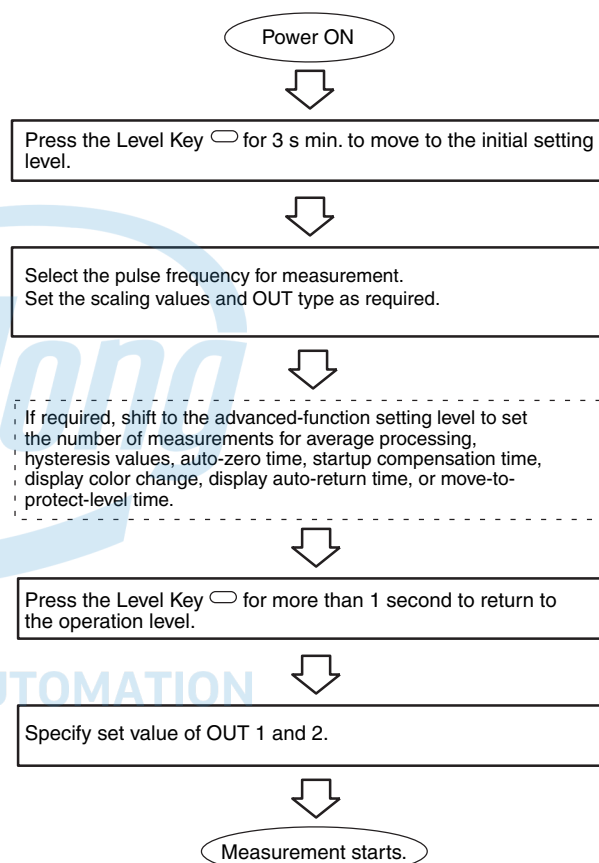 Power ON
Press the Level Key for 3 s min. to move to the initial setting
level.
Select the pulse frequency for measurement.
Set the scaling values and OUT type as required.
If required, shift to the advanced-function setting level to set
the number of measurements for average processing,
hysteresis values, auto-zero time, startup compensation time,
display color change, display auto-return time, or move-to-
protect-level time.
Press the Level Key for more than 1 second to return to
the operation level.
UTOMATION
Specify set value of OUT 1 and 2.
Measurement starts.